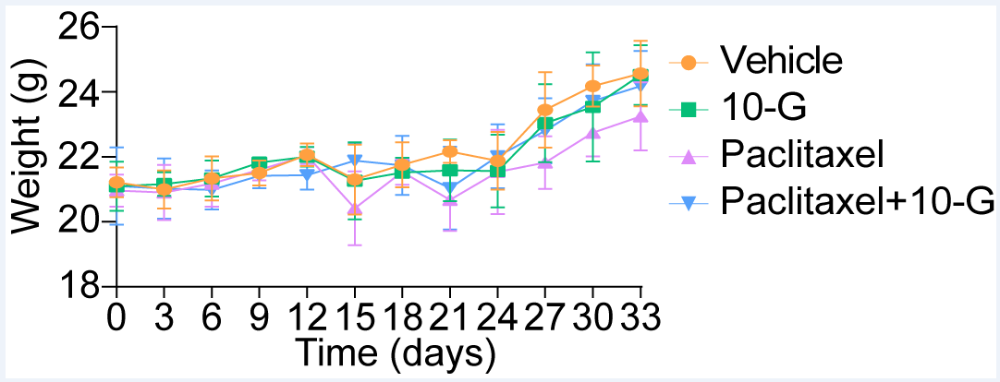 26
24
22
20
18
Weight (g)
0 3 6 9 12 15 18 21 24 27 30 33
Time (days)
Vehicle
10-G
Paclitaxel
Paclitaxel+10-G